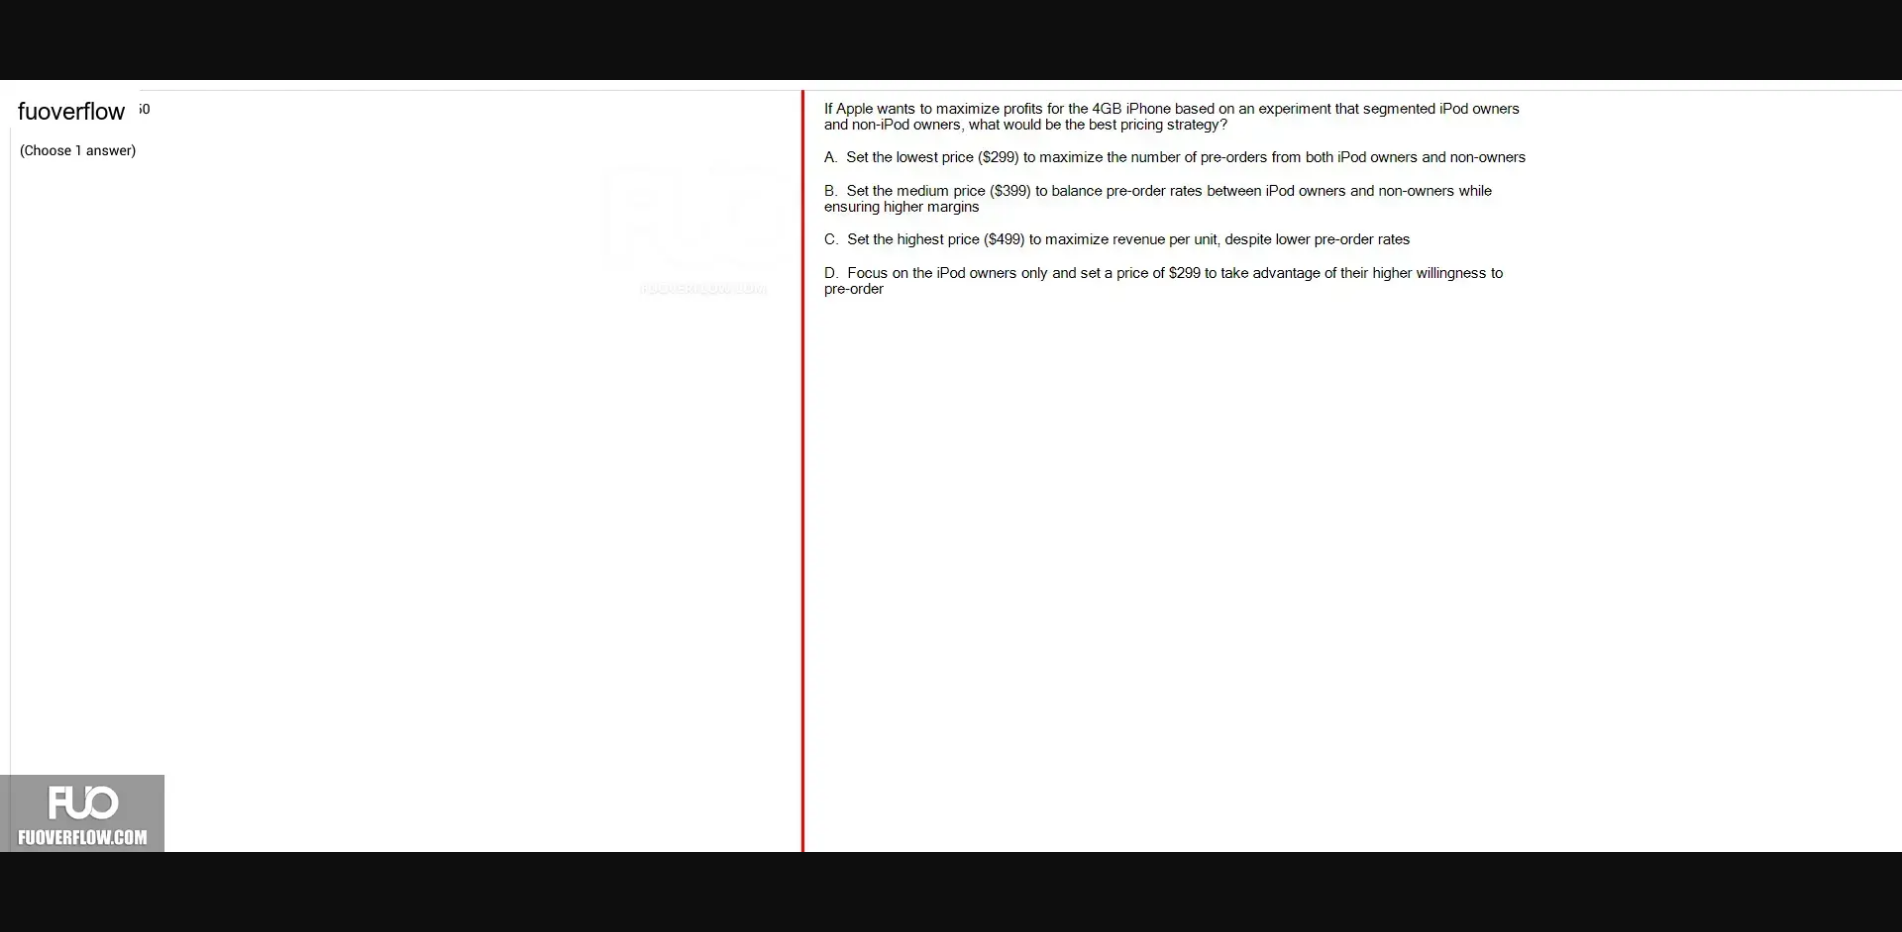 fuoverflow
60
(Choose 1 answer)
If Apple wants to maximize profits for the 4GB iPhone based on an experiment that segmented iPod owners
and non-iPod owners, what would be the best pricing strategy?
A. Set the lowest price ($299) to maximize the number of pre-orders from both iPod owners and non-owners
B. Set the medium price ($399) to balance pre-order rates between iPod owners and non-owners while
ensuring higher margins
C. Set the highest price ($499) to maximize revenue per unit, despite lower pre-order rates
D. Focus on the iPod owners only and set a price of $299 to take advantage of their higher willingness to
pre-order
FUO
FUOVERFLOW.COM
FUO
FUOVERFLOW.COM